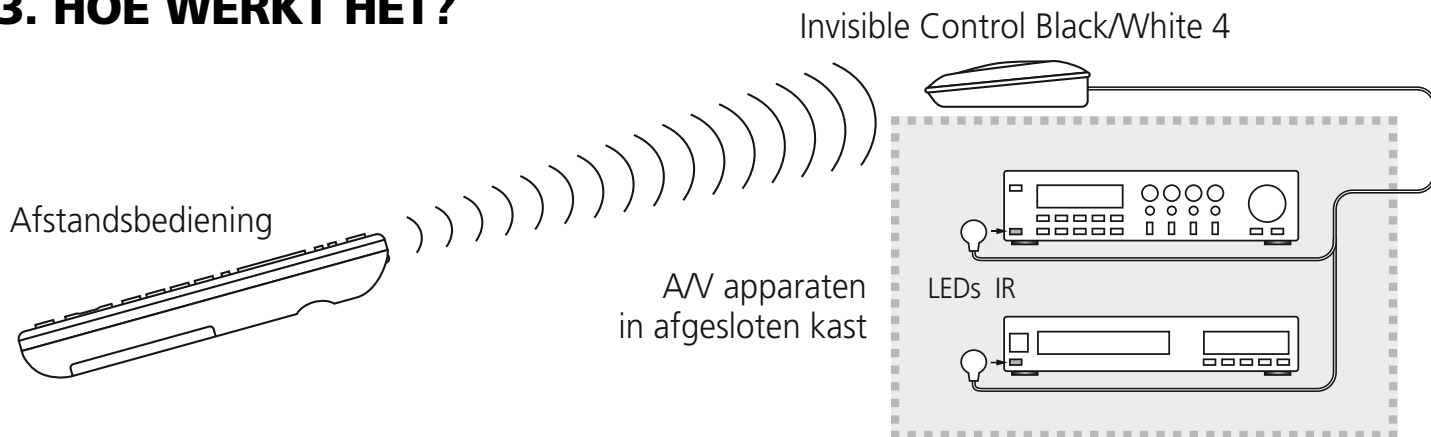 3. HOE WERKT HET?
Invisible Control Black/White 4
Afstandsbediening
A/V apparaten
in afgesloten kast
LEDs IR